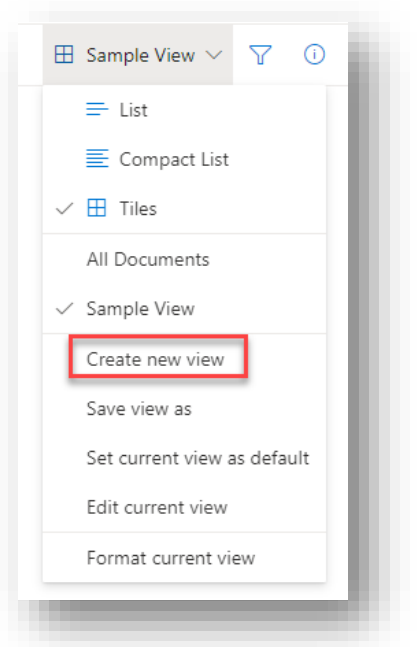 Sample View
List
Compact List
Tiles
All Documents
Sample View
Create new view
Save view as
Set current view as default
Edit current view
Format current view